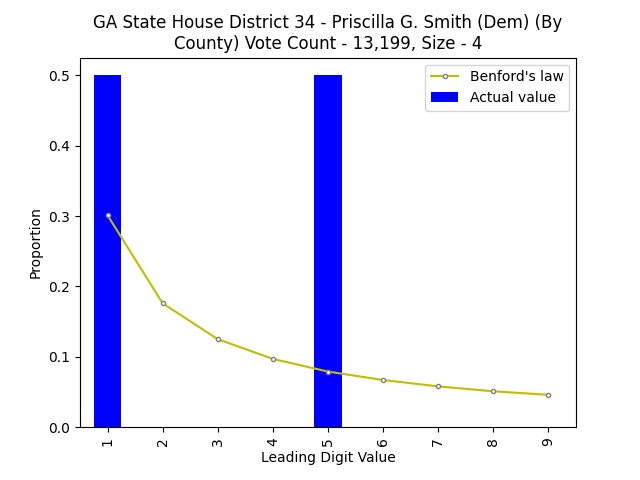 GA State House District 34 - Priscilla G. Smith (Dem) (By
County) Vote Count - 13,199, Size - 4
Benford's law
Actual value
0.5
0.4
0.3
0.2
0.1
0.0
Proportion
1 2 3 4 5 6 7 8 9
Leading Digit Value